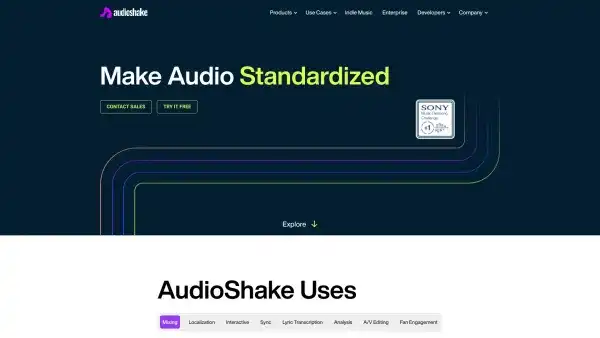 audioshake
Products Use Cases Indie Music Enterprise Developers Company
Make Audio Standardized
CONTACT SALES TRY IT FREE
SONY
Music Demixing
Challenge
#1
Explore
AudioShake Uses
Mixing Localization Interactive Sync Lyric Transcription Analysis A/V Editing Fan Engagement